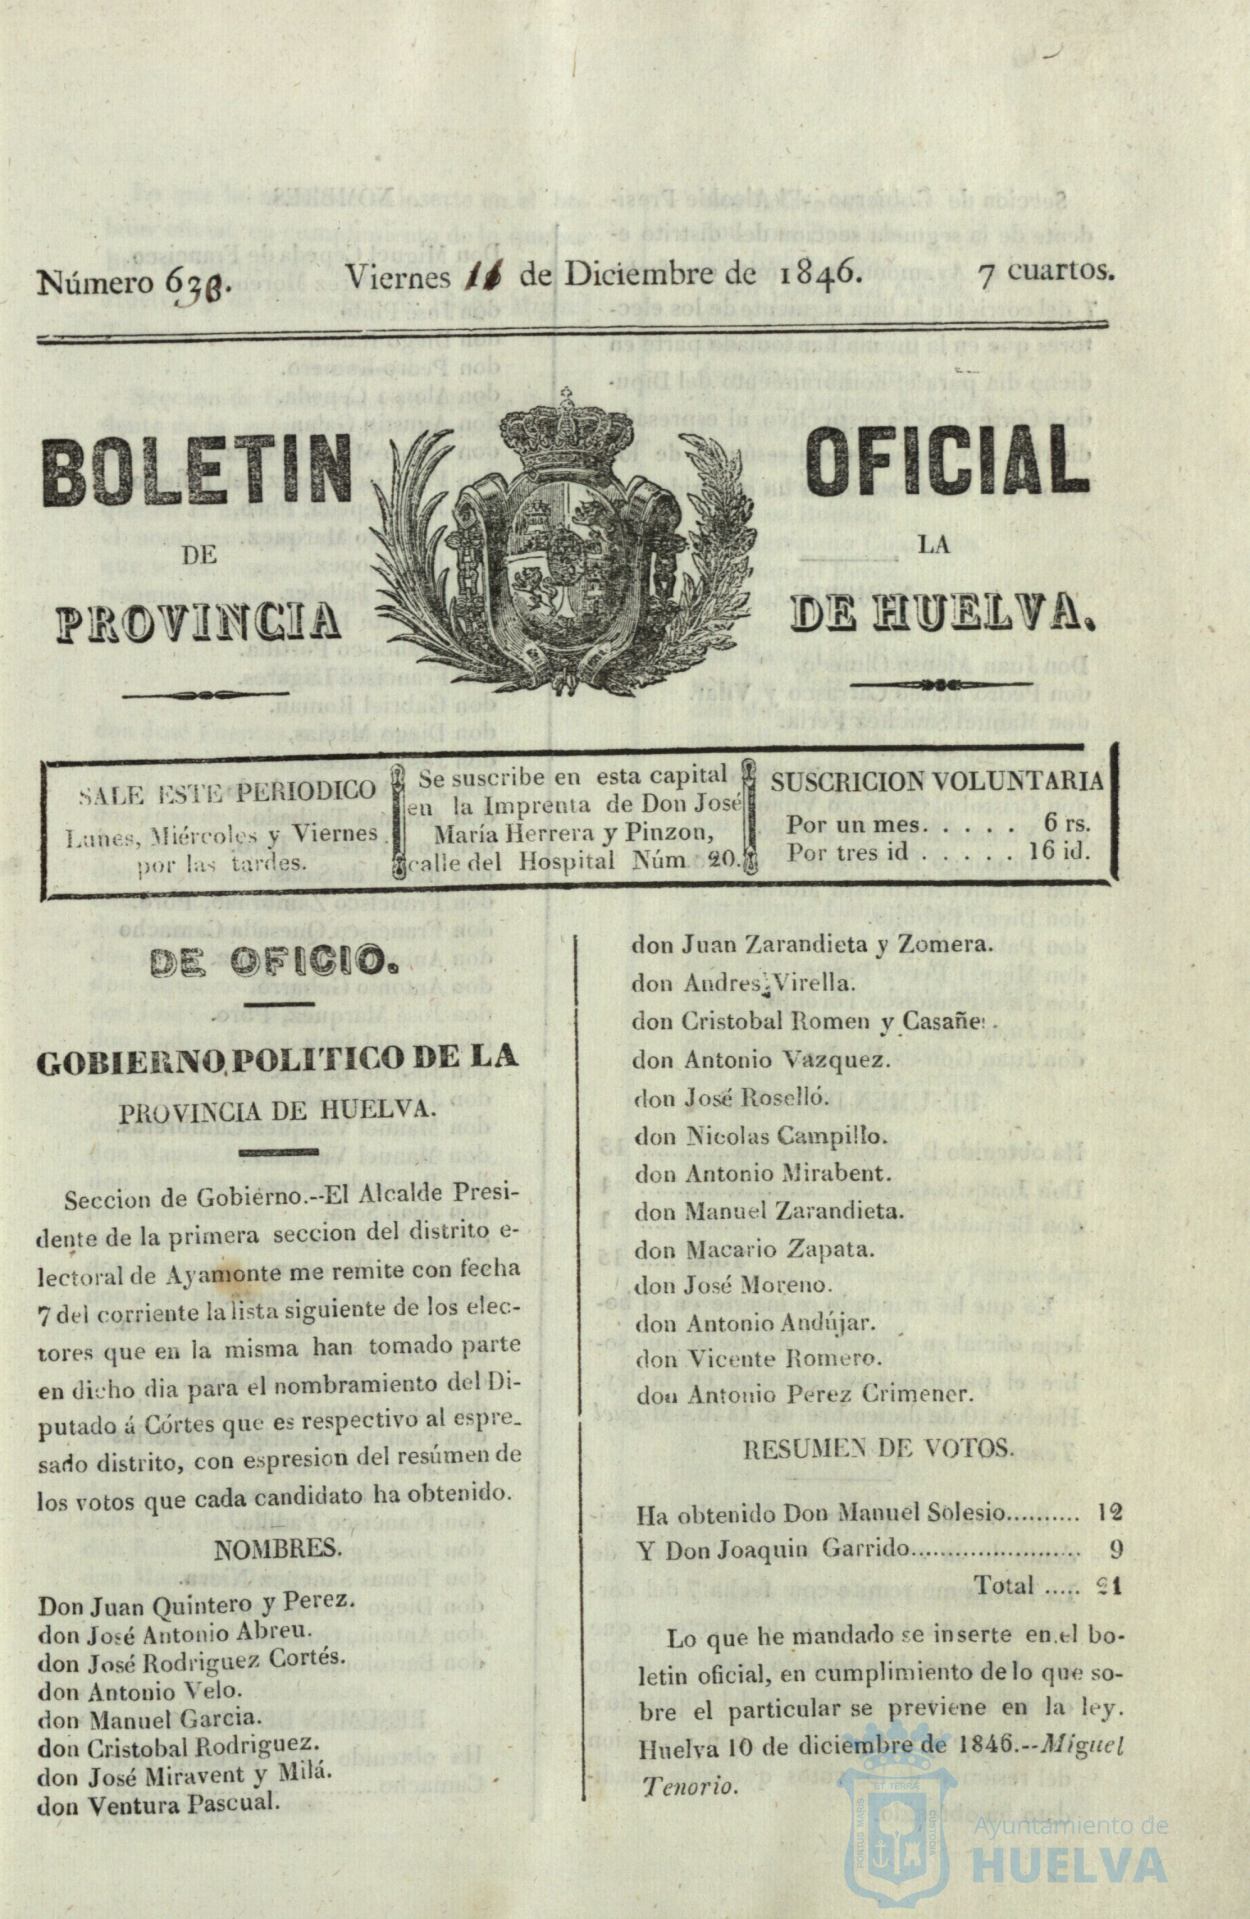 Viernes 11 de Diciembre de 1846.
7 cuartos.
Número
BOLETIN OFICIAL
DE LA
PROVINCIA DE HUELVA.
SALE ESTE PERIODICO
Lunes, Miércoles y Viernes
por las tardes.
Se suscribe en esta capital
en la Imprenta de Don José
María Herrera y Pinzon,
calle del Hospital Núm 20.
SUSCRICION VOLUNTARIA
Por un mes. . . . . 6 rs.
Por tres id . . . . . 16 id.
DE OFICIO.
GOBIERNO POLITICO DE LA
PROVINCIA DE HUELVA.
Seccion de Gobierno.--El Alcalde Presi-
dente de la primera seccion del distrito e-
lectoral de Ayamonte me remite con fecha
7 del corriente la lista siguiente de los elec-
tores que en la misma han tomado parte
en dicho dia para el nombramiento del Di-
putado á Córtes que es respectivo al espre-
sado distrito, con espresion del resúmen de
los votos que cada candidato ha obtenido.
NOMBRES.
Don Juan Quintero y Perez.
don José Antonio Abreu.
don José Rodriguez Cortés.
don Antonio Velo.
don Manuel Garcia.
don Cristobal Rodriguez.
don José Miravent y Milá.
don Ventura Pascual.
don Juan Zarandieta y Zomera.
don Andres Virella.
don Cristobal Romen y
don Antonio Vazquez.
don José Roselló.
don Nicolas Campillo.
don Antonio Mirabent.
don Manuel Zarandieta.
don Macario Zapata.
don José Moreno.
don Antonio Andújar.
don Vicente Romero.
don Antonio Perez Crimener.
RESUMEN DE VOTOS.
Ha obtenido Don Manuel Solesio.......... 12
Y Don Joaquin Garrido........................ 9
Total ..... 21
Lo que he mandado se inserte en el bo-
letin oficial, en cumplimiento de lo que so-
bre el particular se previene en la ley.
Huelva 10 de diciembre de 1846.--Miguel
Tenorio.
PORTUS MARIS ET TERRÆ CUSTODIA
Ayuntamiento de
HUELVA